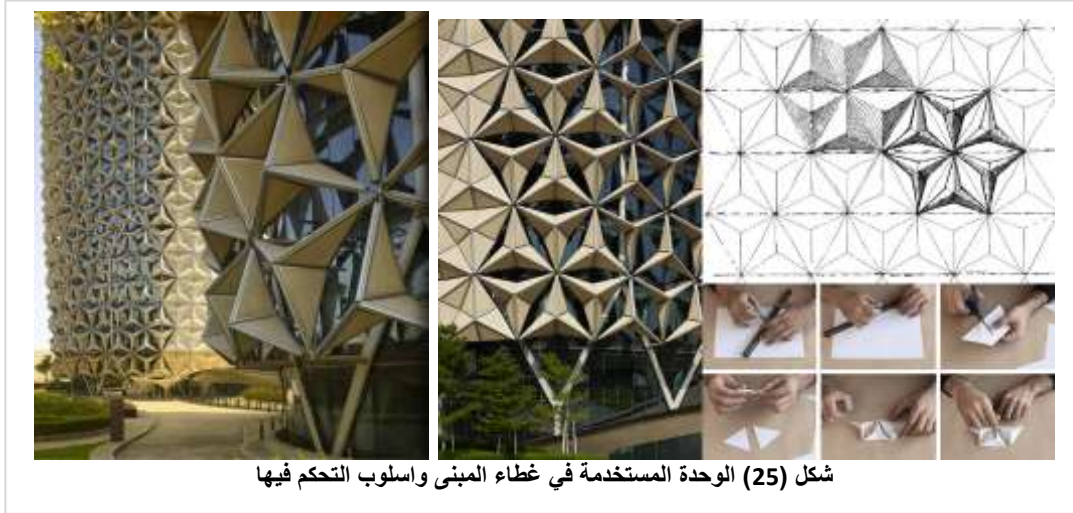 شكل (25) الوحدة المستخدمة في غطاء المبنى واسلوب التحكم فيها